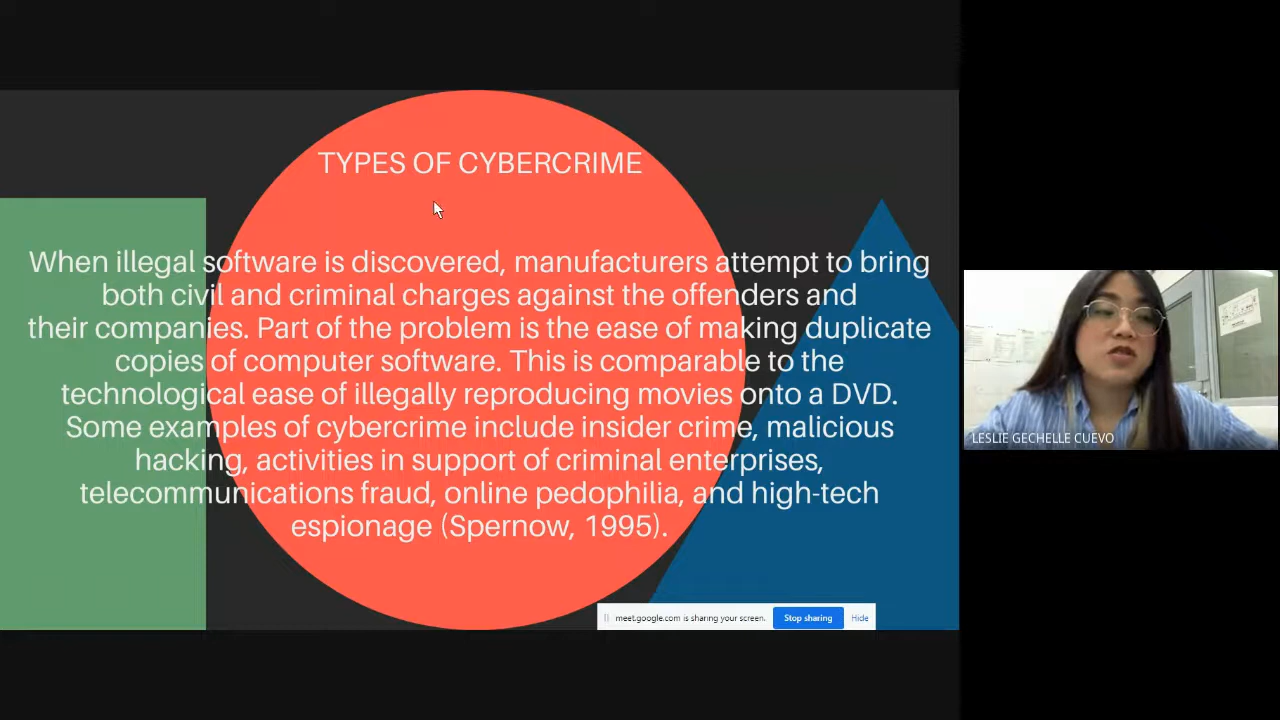 TYPES OF CYBERCRIME
When illegal software is discovered, manufacturers attempt to bring
both civil and criminal charges against the offenders and
their companies. Part of the problem is the ease of making duplicate
copies of computer software. This is comparable to the
technological ease of illegally reproducing movies onto a DVD.
Some examples of cybercrime include insider crime, malicious
hacking, activities in support of criminal enterprises,
telecommunications fraud, online pedophilia, and high-tech
espionage (Spernow, 1995).
meet.google.com is sharing your screen. Stop sharing Hide
LESLIE GECHELLE CUEVO